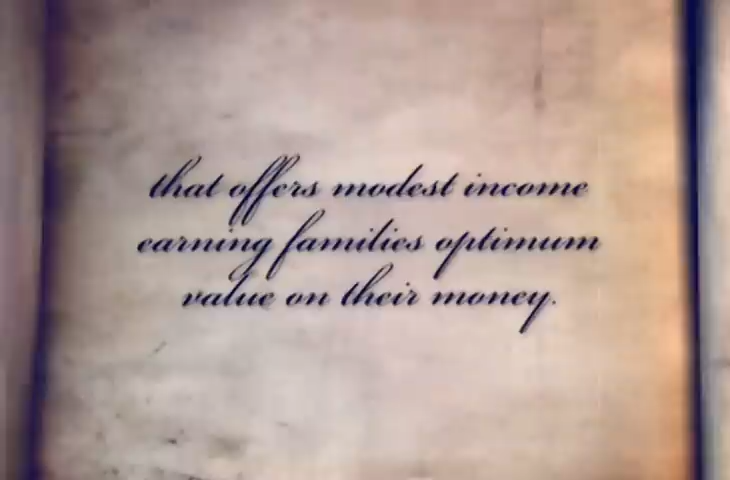 that offers modest income
earning families optimum
value on their money.